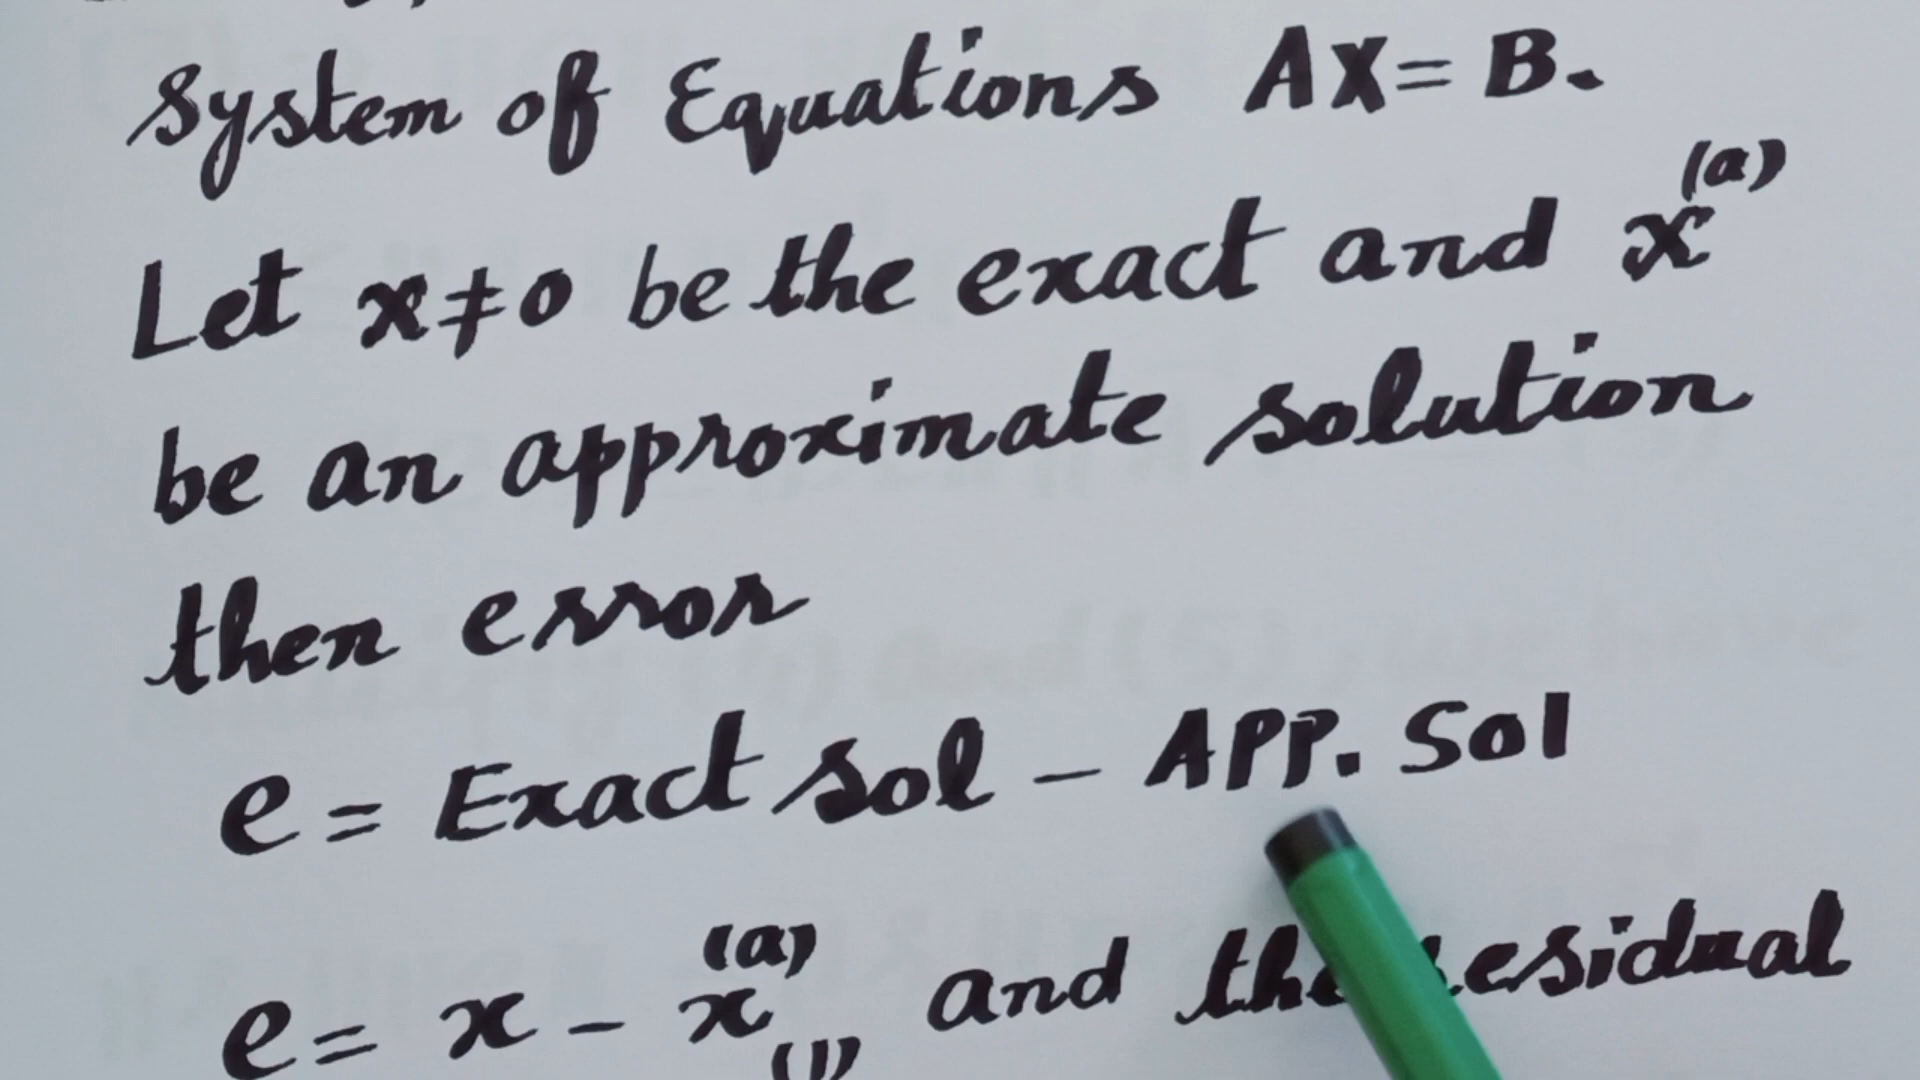 System of Equations AX = B.
Let x ≠ 0 be the exact and x^(a)
be an approximate solution
then error
e = Exact sol - APP. Sol
e = x - x^(a) and the residual
(1)